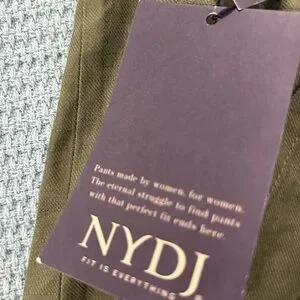 Pants made by women, for women.
The eternal struggle to find pants
with that perfect fit ends here.
NYDJ
FIT IS EVERYTHING